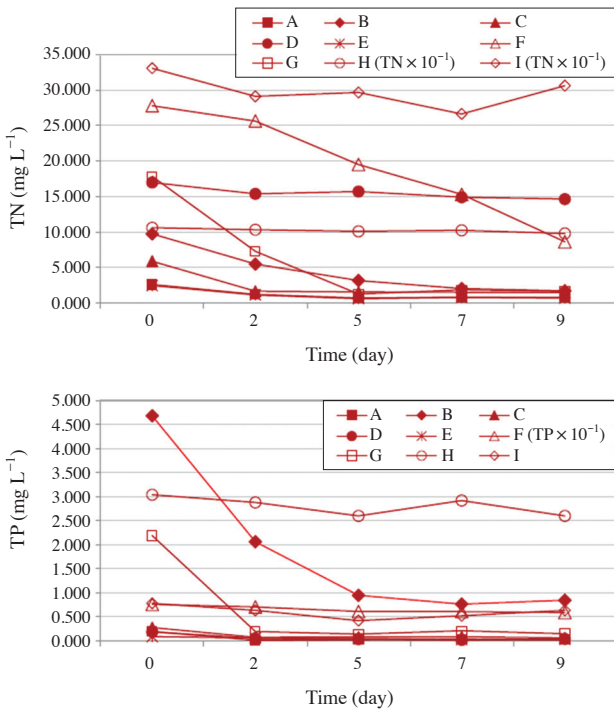 A B C
D E F
G H (TN × 10⁻¹) I (TN × 10⁻¹)
35.000
30.000
25.000
20.000
15.000
10.000
5.000
0.000
TN (mg L⁻¹)
0 2 5 7 9
Time (day)
A B C
D E F (TP × 10⁻¹)
G H I
5.000
4.500
4.000
3.500
3.000
2.500
2.000
1.500
1.000
0.500
0.000
TP (mg L⁻¹)
0 2 5 7 9
Time (day)